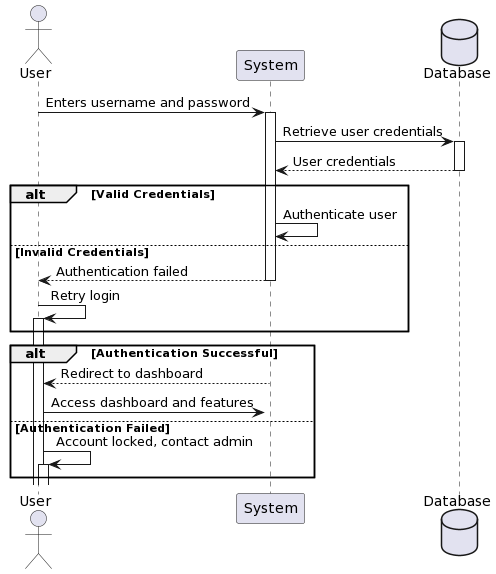 User
System
Database
Enters username and password
Retrieve user credentials
User credentials
alt [Valid Credentials]
Authenticate user
[Invalid Credentials]
Authentication failed
Retry login
alt [Authentication Successful]
Redirect to dashboard
Access dashboard and features
[Authentication Failed]
Account locked, contact admin
User
System
Database